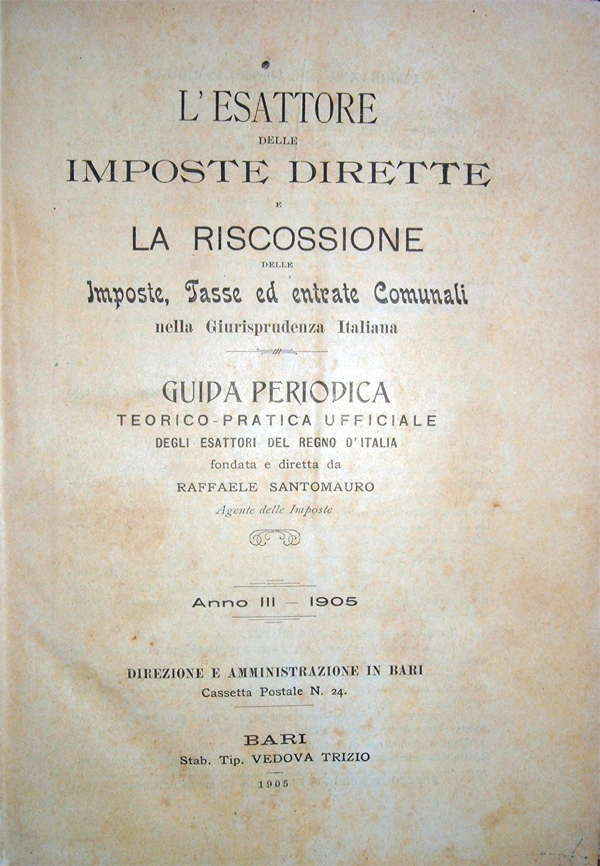 L'ESATTORE
DELLE
IMPOSTE DIRETTE
E
LA RISCOSSIONE
DELLE
Imposte, Tasse ed entrate Comunali
nella Giurisprudenza Italiana
GUIDA PERIODICA
TEORICO-PRATICA UFFICIALE
DEGLI ESATTORI DEL REGNO D'ITALIA
fondata e diretta da
RAFFAELE SANTOMAURO
Agente delle Imposte
Anno III - 1905
DIREZIONE E AMMINISTRAZIONE IN BARI
Cassetta Postale N. 24.
BARI
Stab. Tip. VEDOVA TRIZIO
1905